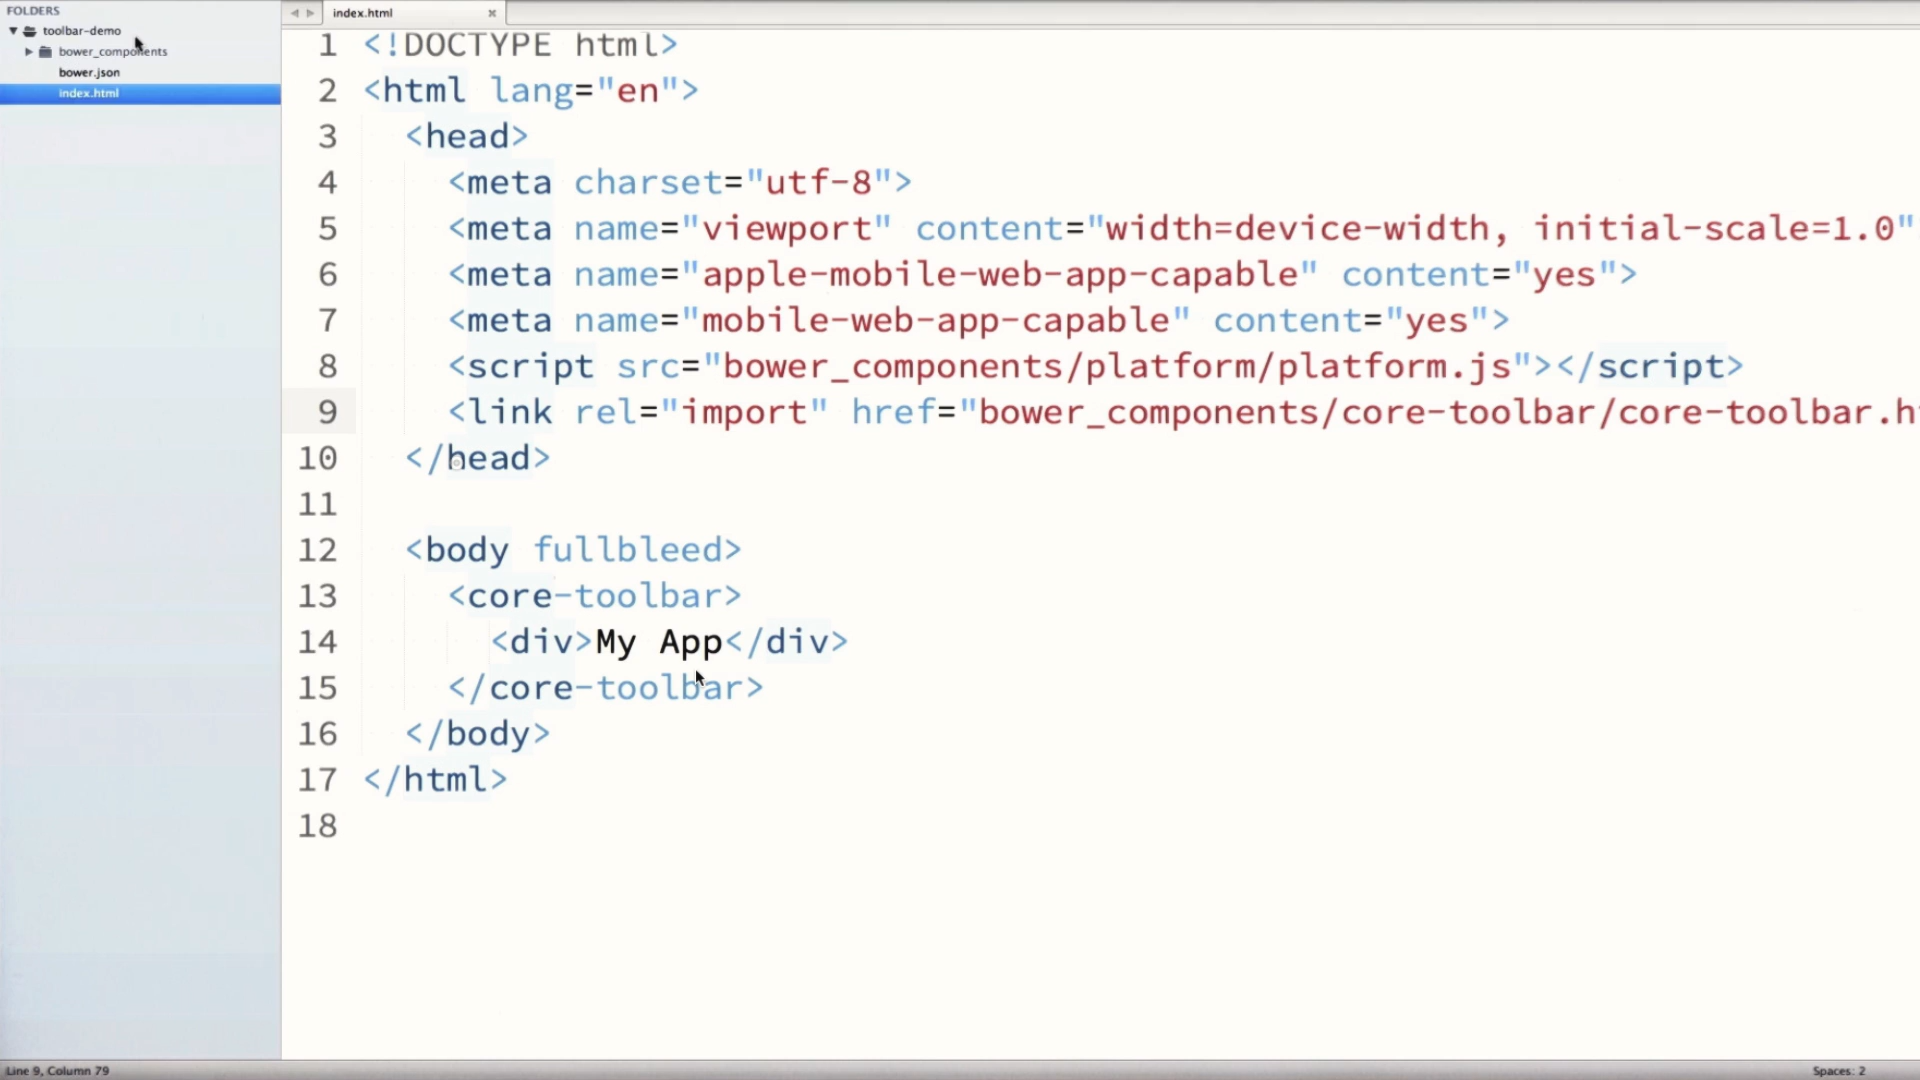 FOLDERS
toolbar-demo
bower_components
bower.json
index.html
index.html
1 <!DOCTYPE html>
2 <html lang="en">
3 <head>
4 <meta charset="utf-8">
5 <meta name="viewport" content="width=device-width, initial-scale=1.0"
6 <meta name="apple-mobile-web-app-capable" content="yes">
7 <meta name="mobile-web-app-capable" content="yes">
8 <script src="bower_components/platform/platform.js"></script>
9 <link rel="import" href="bower_components/core-toolbar/core-toolbar.h
10 </head>
11
12 <body fullbleed>
13 <core-toolbar>
14 <div>My App</div>
15 </core-toolbar>
16 </body>
17 </html>
18
Line 9, Column 79
Spaces: 2